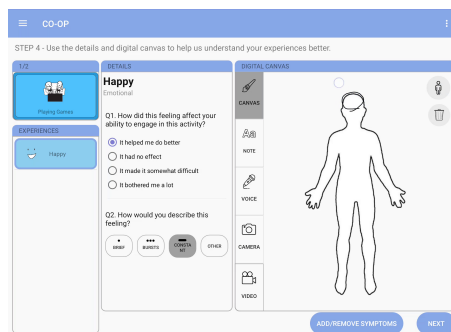 CO-OP
STEP 4 - Use the details and digital canvas to help us understand your experiences better.
1/2
Playing Games
EXPERIENCES
Happy
DETAILS
Happy
Emotional
Q1. How did this feeling affect your
ability to engage in this activity?
It helped me do better
It had no effect
It made it somewhat difficult
It bothered me a lot
Q2. How would you describe this
feeling?
BRIEF
BURSTS
CONSTA
NT
OTHER
DIGITAL CANVAS
CANVAS
Aa
NOTE
VOICE
CAMERA
VIDEO
ADD/REMOVE SYMPTOMS
NEXT